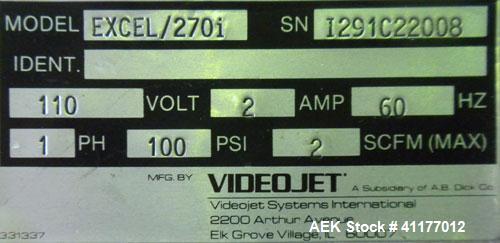 MODEL EXCEL/270i SN I291C22008
IDENT.
110 VOLT 2 AMP 60 HZ
1 PH 100 PSI 2 SCFM (MAX)
MFG. BY VIDEOJET A Subsidiary of A.B. Dick Co.
Videojet Systems International
2200 Arthur Avenue
331337 Elk Grove Village, IL 60007
AEK Stock # 41177012